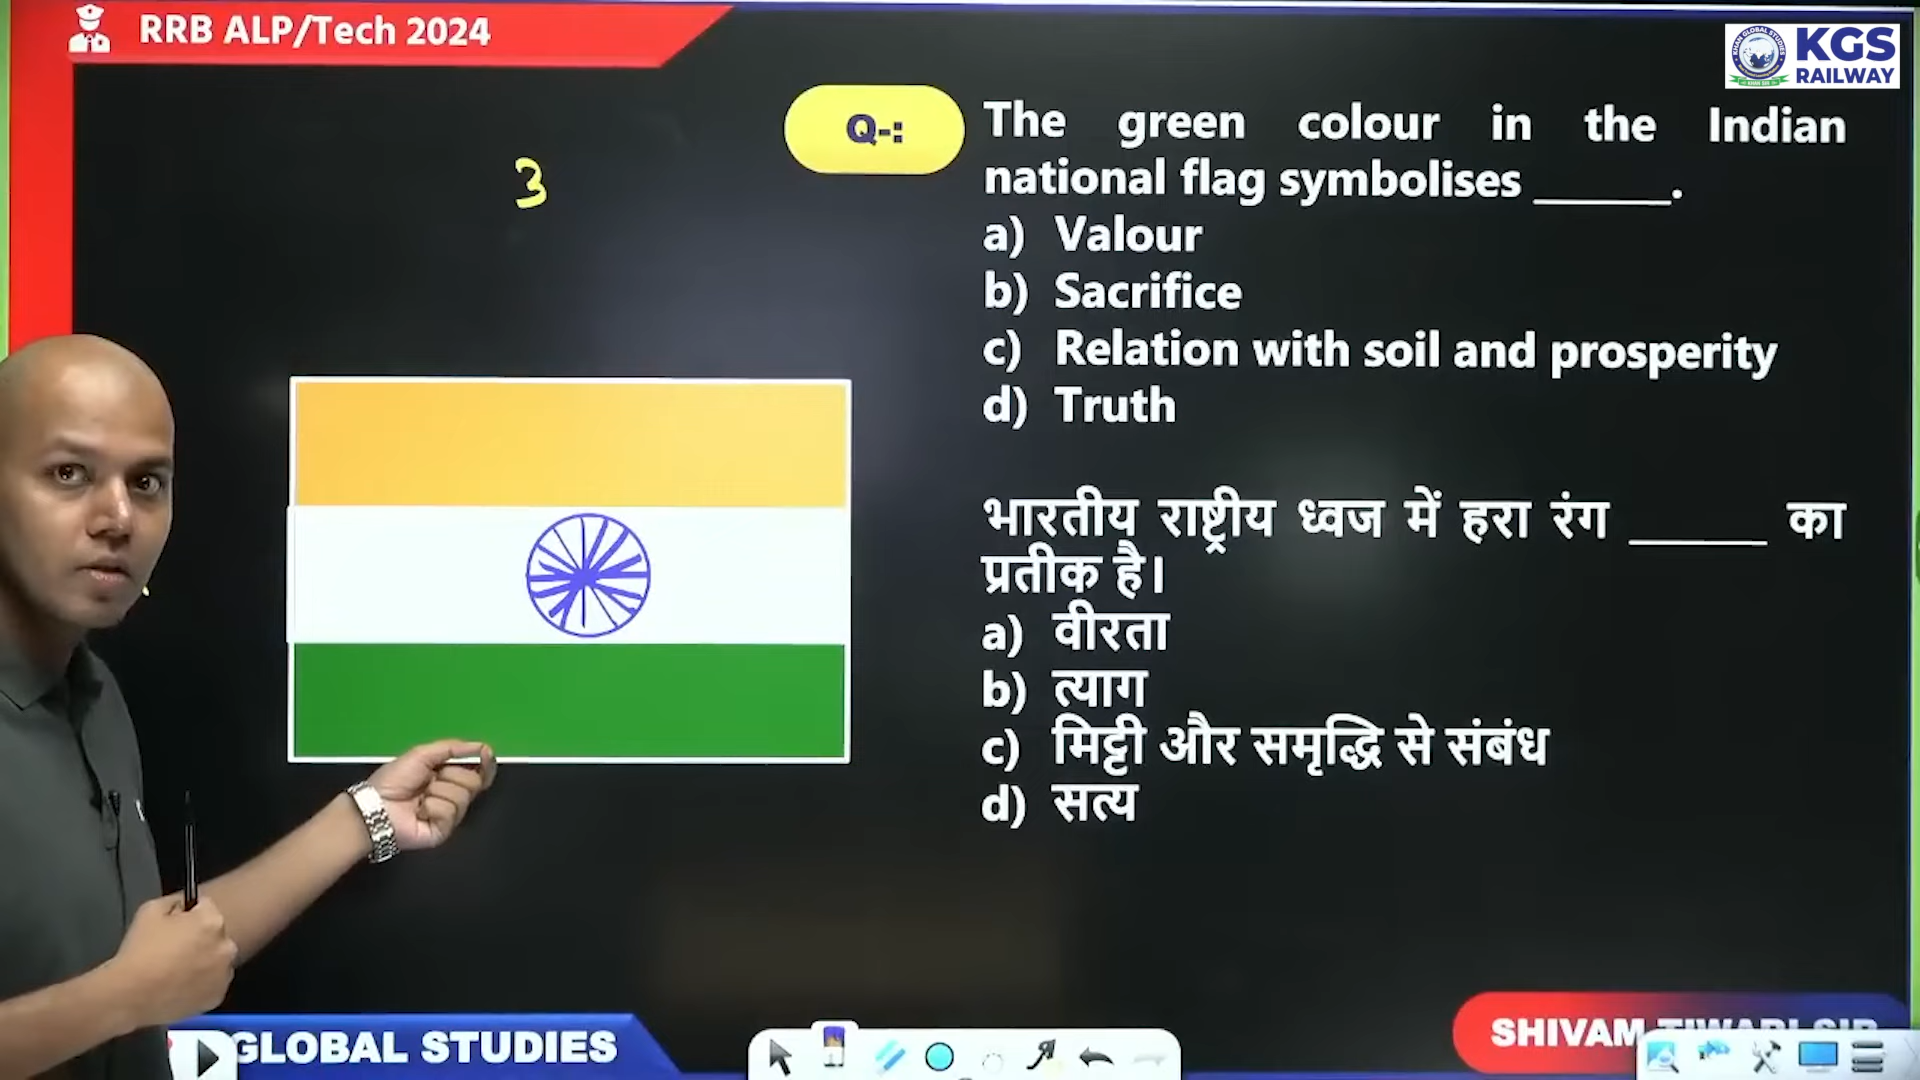 RRB ALP/Tech 2024
KGS
RAILWAY
3
Q-:
The green colour in the Indian
national flag symbolises ______.
a) Valour
b) Sacrifice
c) Relation with soil and prosperity
d) Truth
भारतीय राष्ट्रीय ध्वज में हरा रंग ______ का
प्रतीक है।
a) वीरता
b) त्याग
c) मिट्टी और समृद्धि से संबंध
d) सत्य
GLOBAL STUDIES
SHIVAM TIWARI SIR